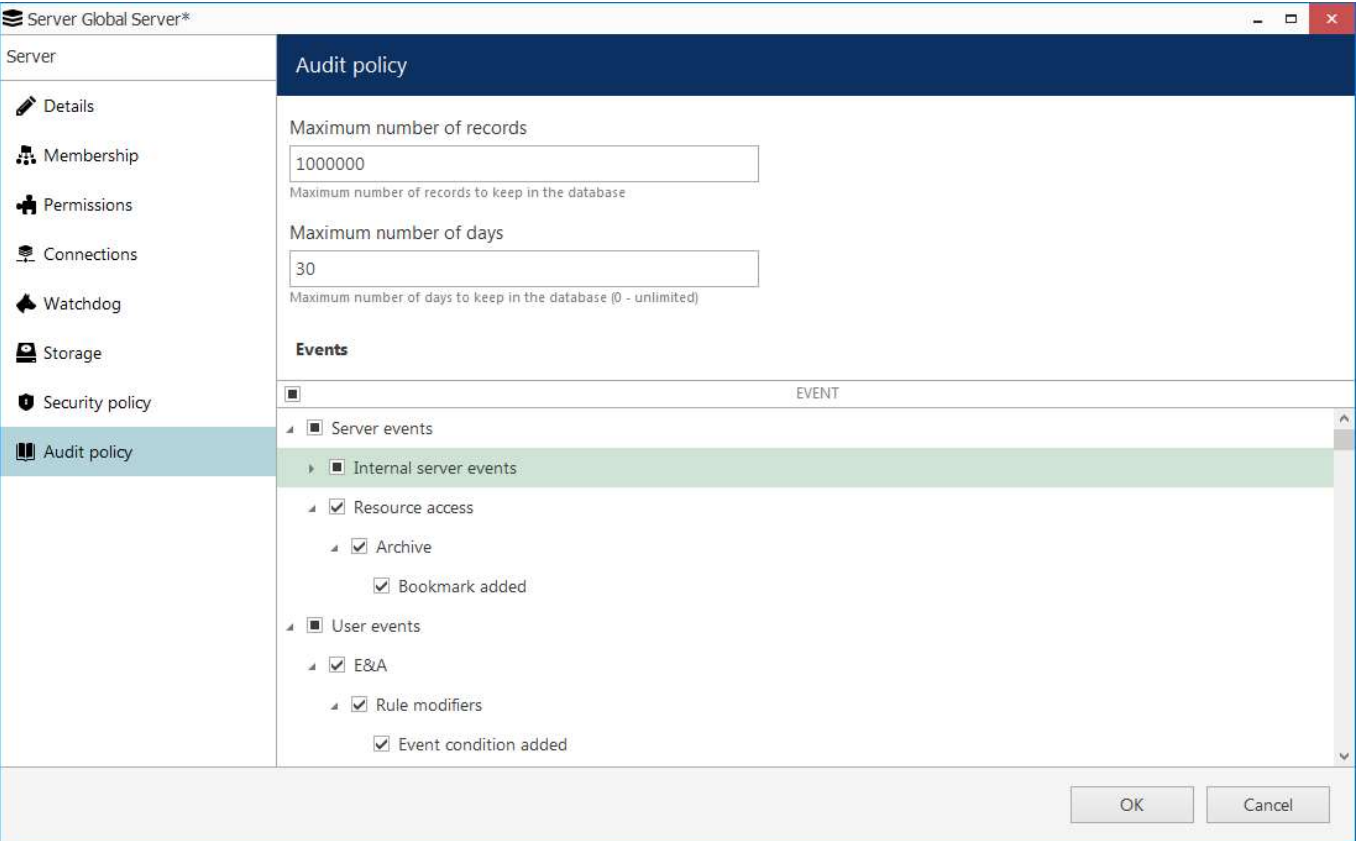 Server Global Server*
Server
Details
Membership
Permissions
Connections
Watchdog
Storage
Security policy
Audit policy
Audit policy
Maximum number of records
1000000
Maximum number of records to keep in the database
Maximum number of days
30
Maximum number of days to keep in the database (0 - unlimited)
Events
EVENT
Server events
Internal server events
Resource access
Archive
Bookmark added
User events
E&A
Rule modifiers
Event condition added
OK Cancel